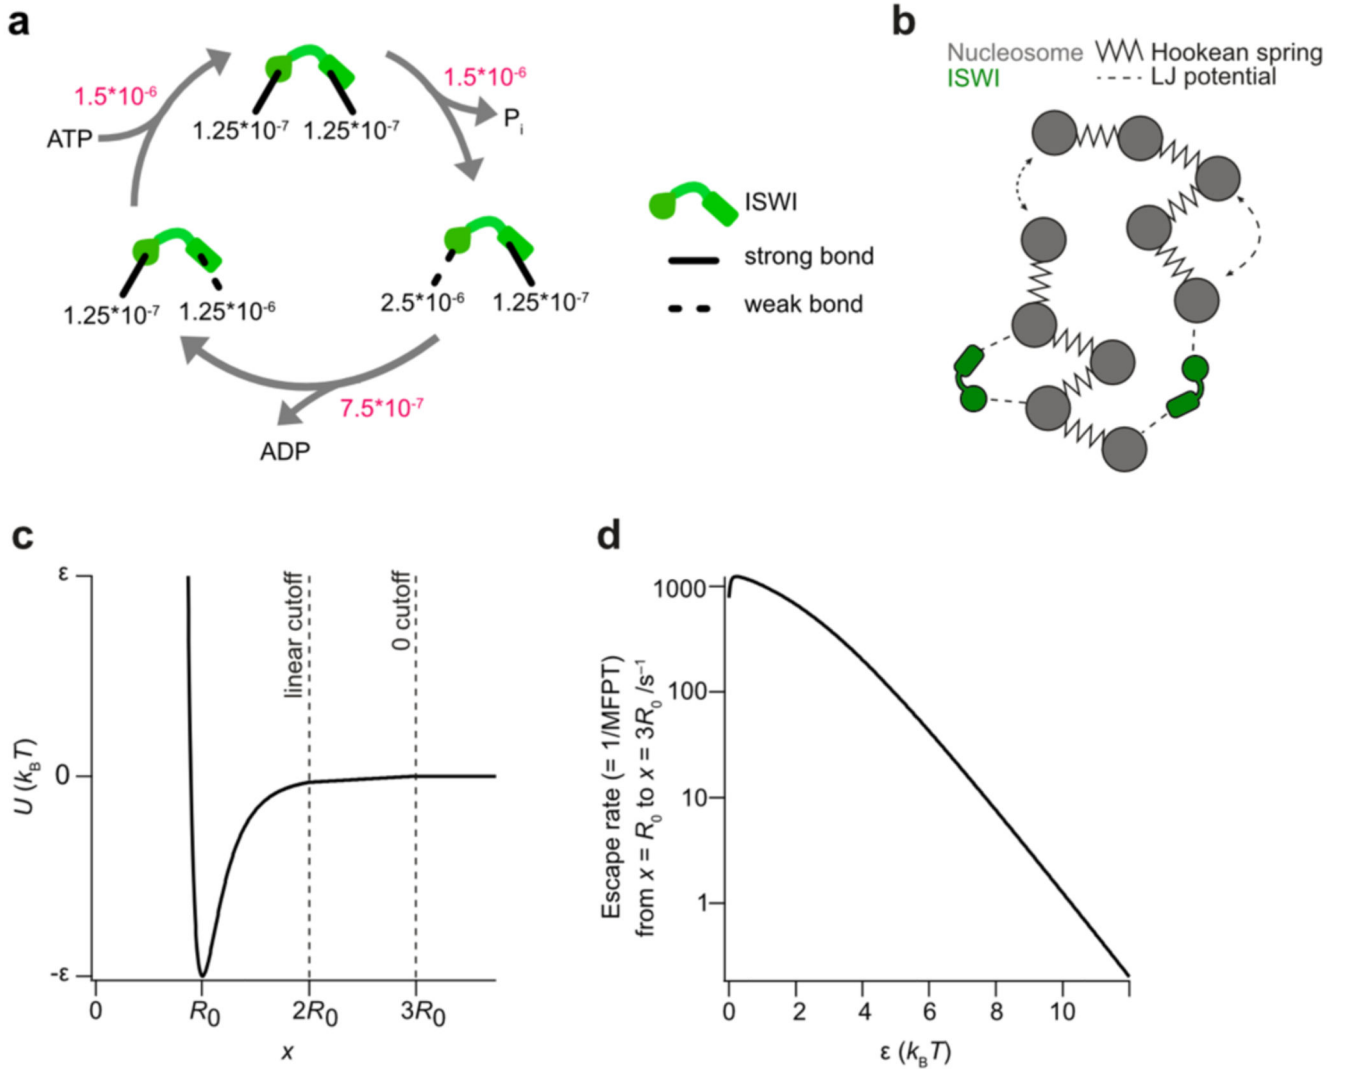 a
1.5*10-6
ATP
1.25*10-7 1.25*10-7
1.5*10-6
Pi
1.25*10-7 1.25*10-6
2.5*10-6 1.25*10-7
7.5*10-7
ADP
ISWI
strong bond
weak bond
b
Nucleosome Hookean spring
ISWI LJ potential
c
ε
0
-ε
U (kBT)
linear cutoff
0 cutoff
0 R0 2R0 3R0
x
d
Escape rate (= 1/MFPT)
from x = R0 to x = 3R0 /s–1
1000
100
10
1
0 2 4 6 8 10
ε (kBT)